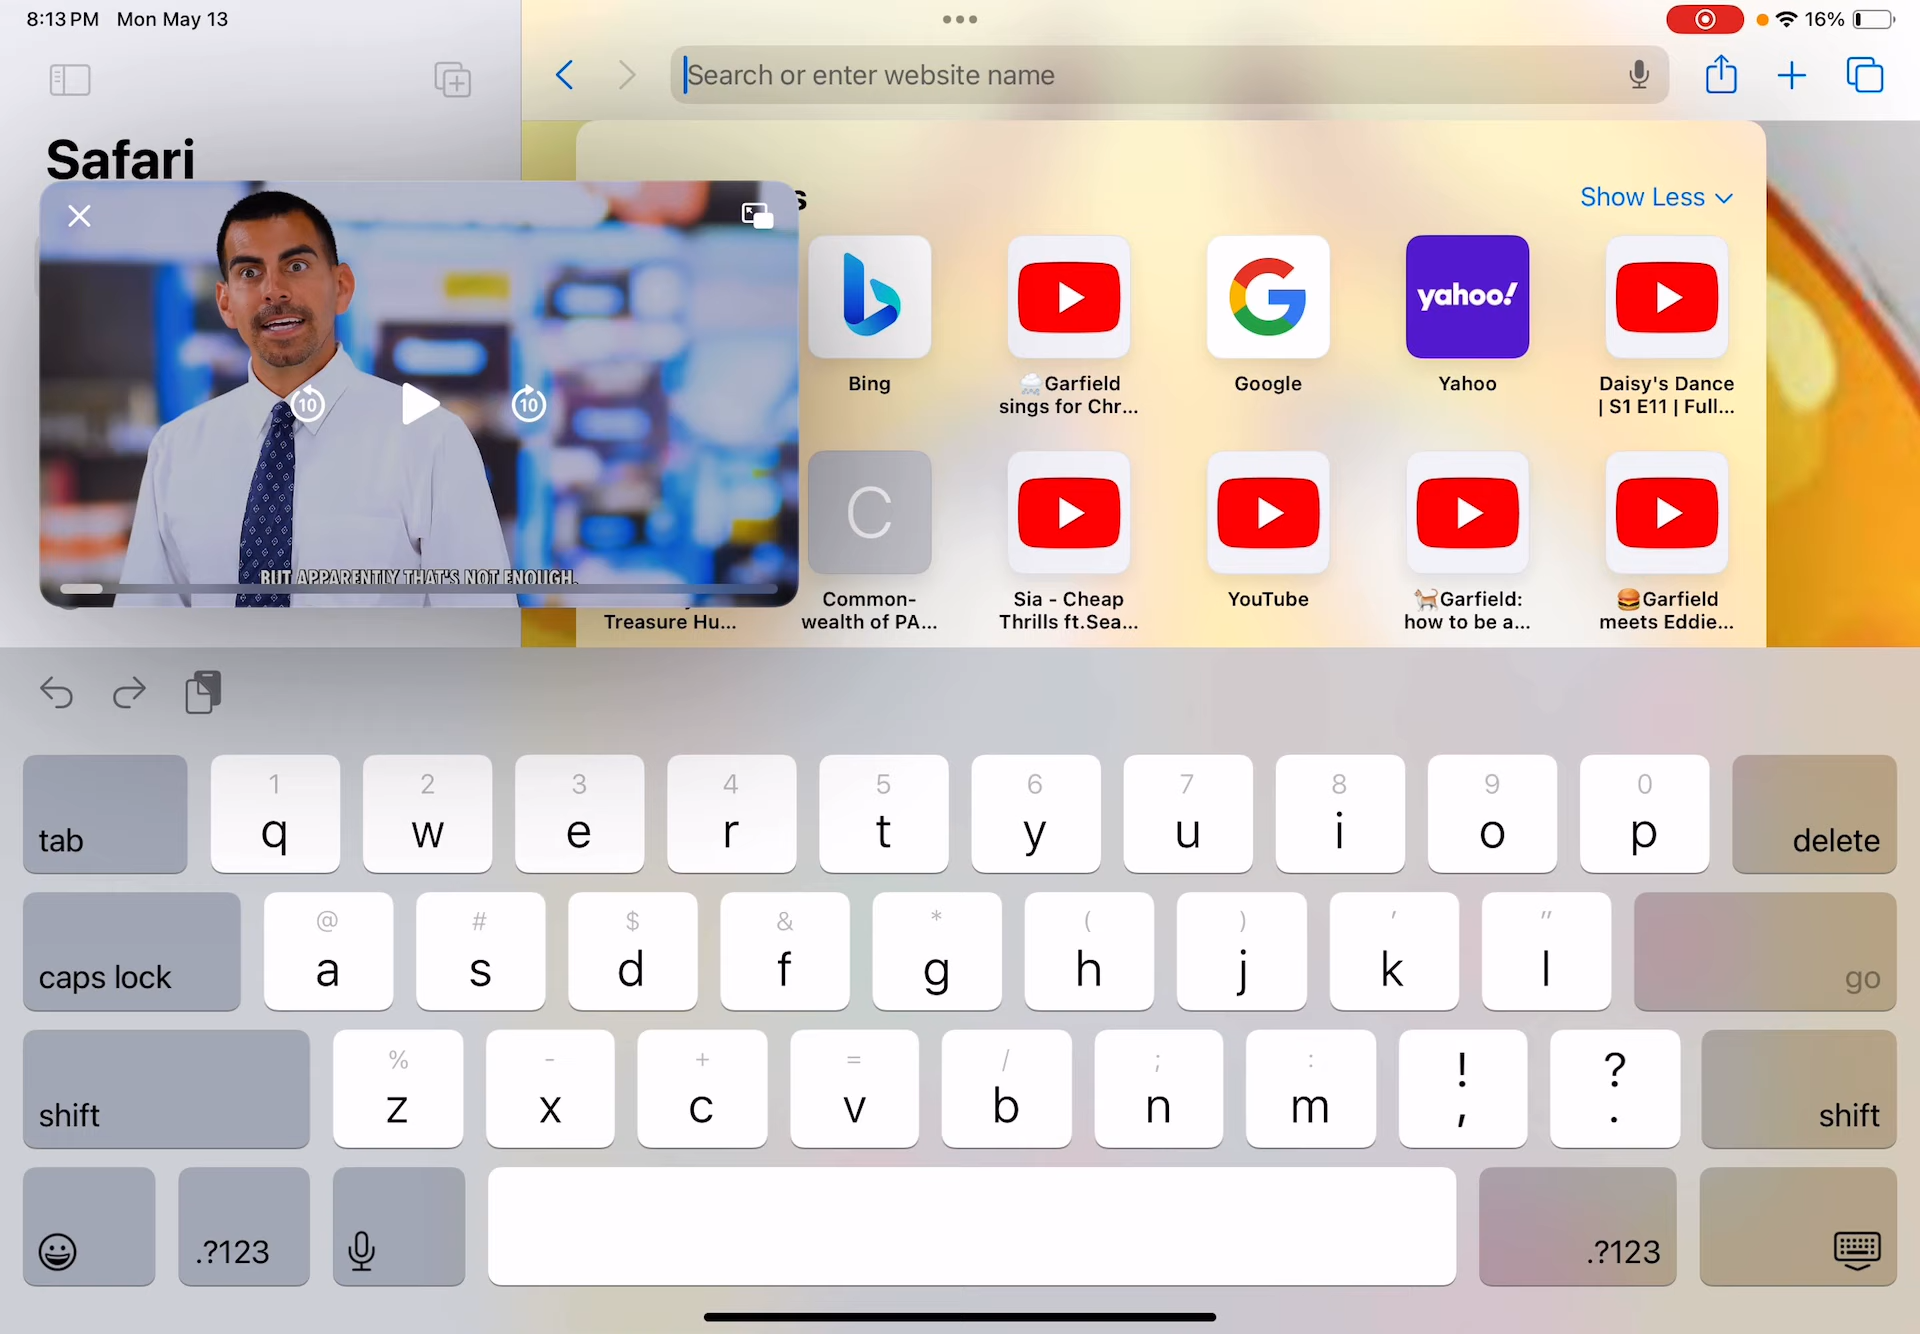 8:13 PM Mon May 13
16%
Safari
Search or enter website name
s
Show Less
yahoo!
Bing
🌧️Garfield
sings for Chr...
Google
Yahoo
Daisy's Dance
| S1 E11 | Full...
10
10
BUT APPARENTLY THAT'S NOT ENOUGH.
C
Treasure Hu...
Common-
wealth of PA...
Sia - Cheap
Thrills ft.Sea...
YouTube
🐈Garfield:
how to be a...
🍔Garfield
meets Eddie...
tab
1 2 3 4 5 6 7 8 9 0
q w e r t y u i o p
delete
@ # $ & * ( ) ' "
caps lock
a s d f g h j k l
go
% - + = / ; : ! ?
shift
z x c v b n m , .
shift
.?123
.?123